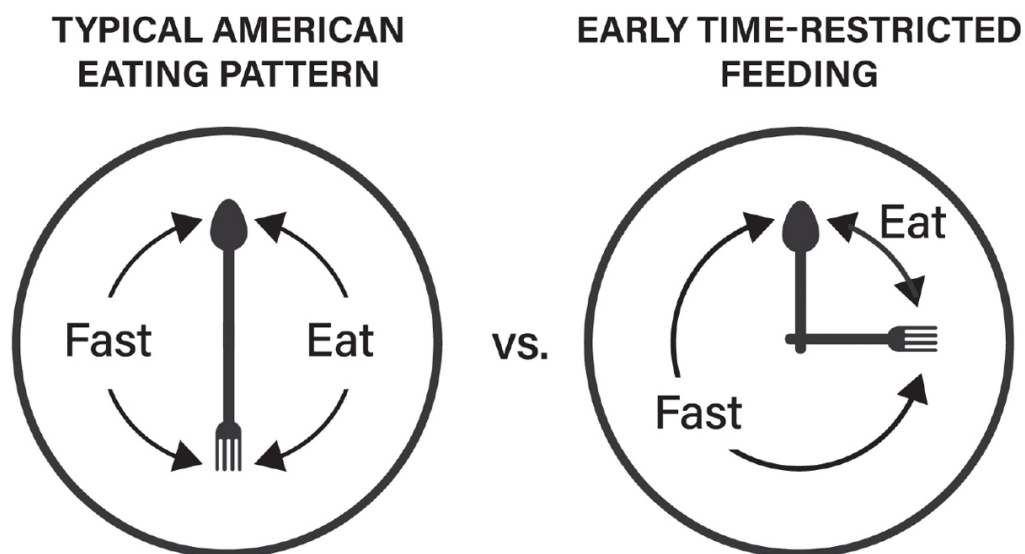 TYPICAL AMERICAN
EATING PATTERN
Fast
Eat
vs.
EARLY TIME-RESTRICTED
FEEDING
Eat
Fast